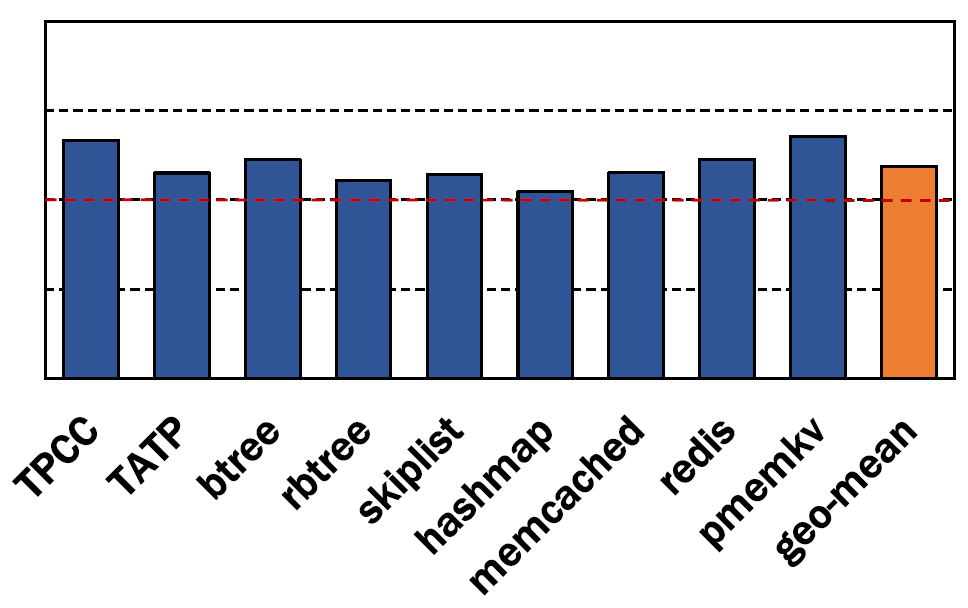 TPCC
TATP
btree
rbtree
skiplist
hashmap
memcached
redis
pmemkv
geo-mean